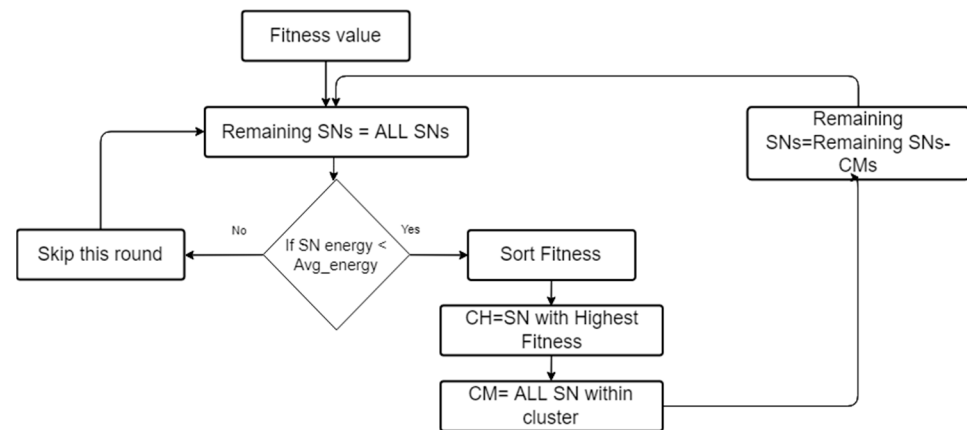 Fitness value
Remaining SNs = ALL SNs
Remaining
SNs=Remaining SNs-
CMs
No
Yes
Skip this round
If SN energy <
Avg_energy
Sort Fitness
CH=SN with Highest
Fitness
CM= ALL SN within
cluster